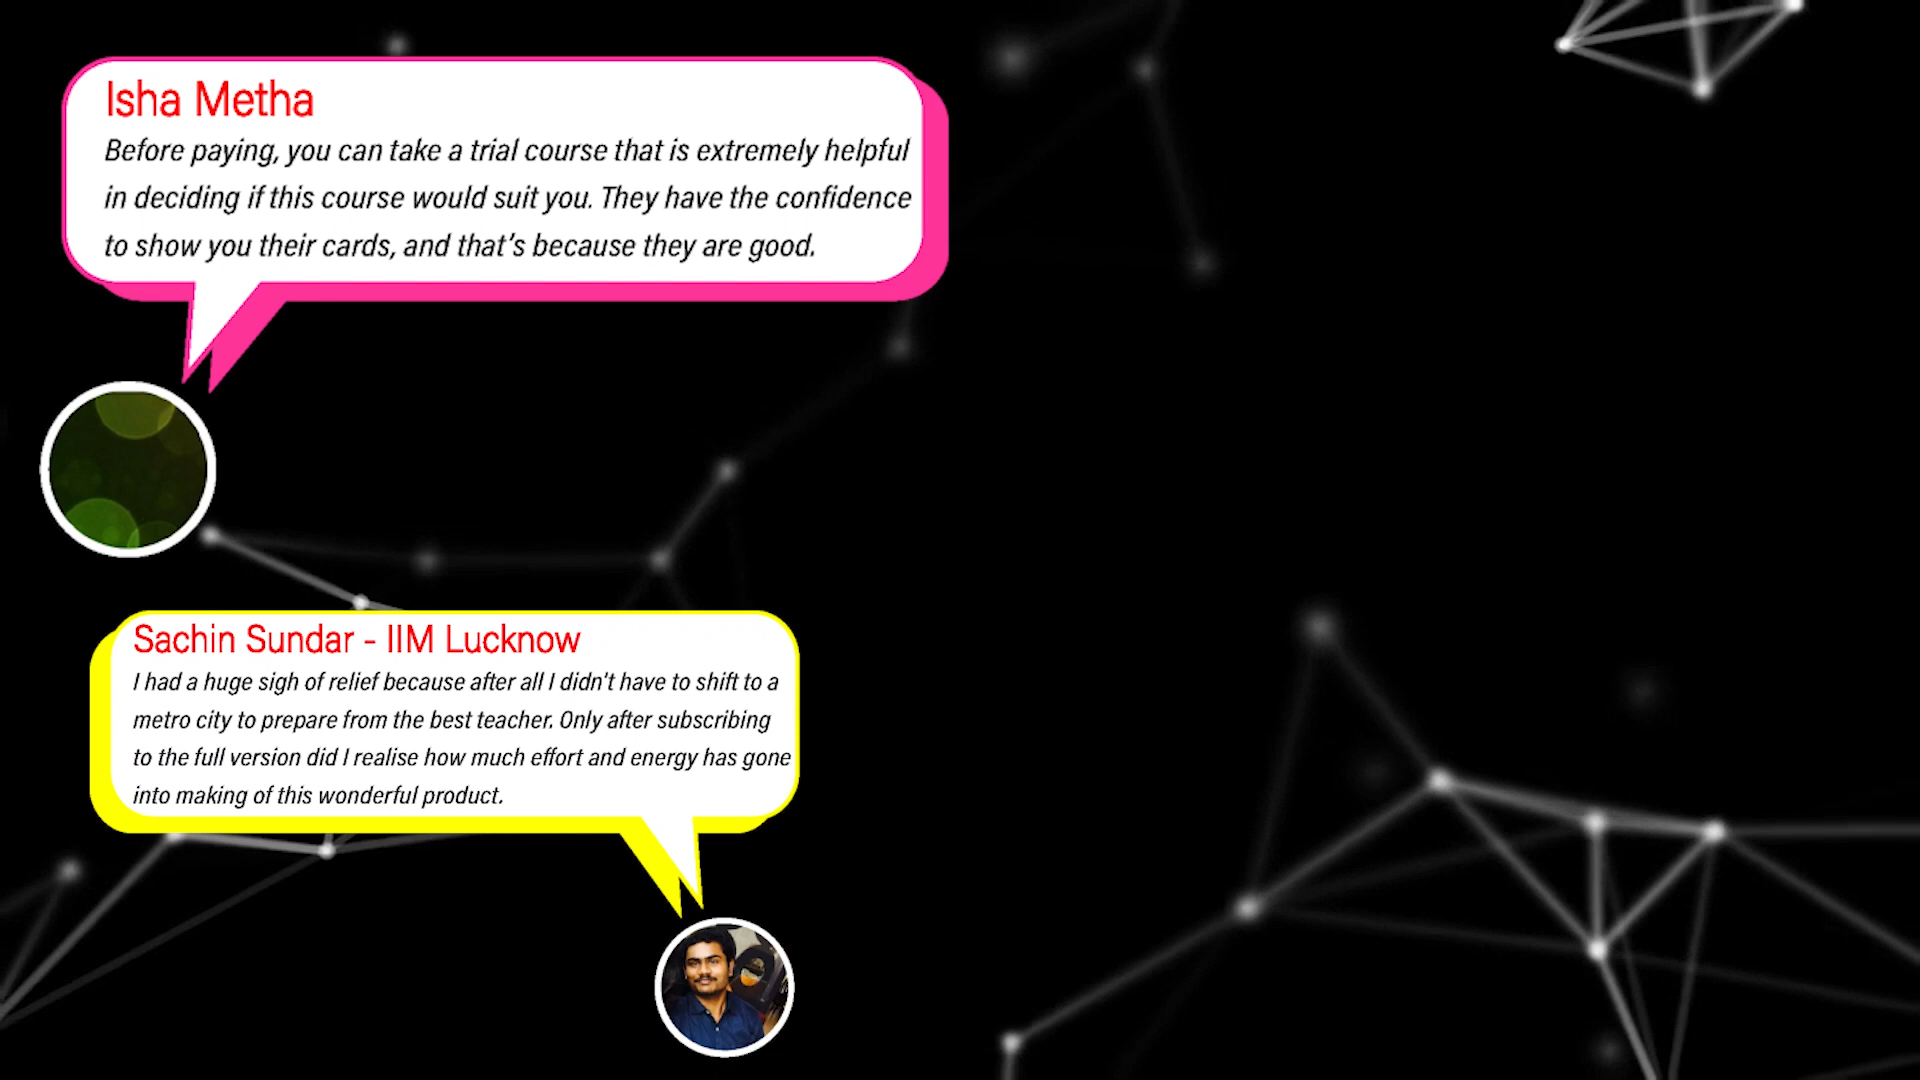 Isha Metha
Before paying, you can take a trial course that is extremely helpful
in deciding if this course would suit you. They have the confidence
to show you their cards, and that's because they are good.
Sachin Sundar - IIM Lucknow
I had a huge sigh of relief because after all I didn't have to shift to a
metro city to prepare from the best teacher. Only after subscribing
to the full version did I realise how much effort and energy has gone
into making of this wonderful product.